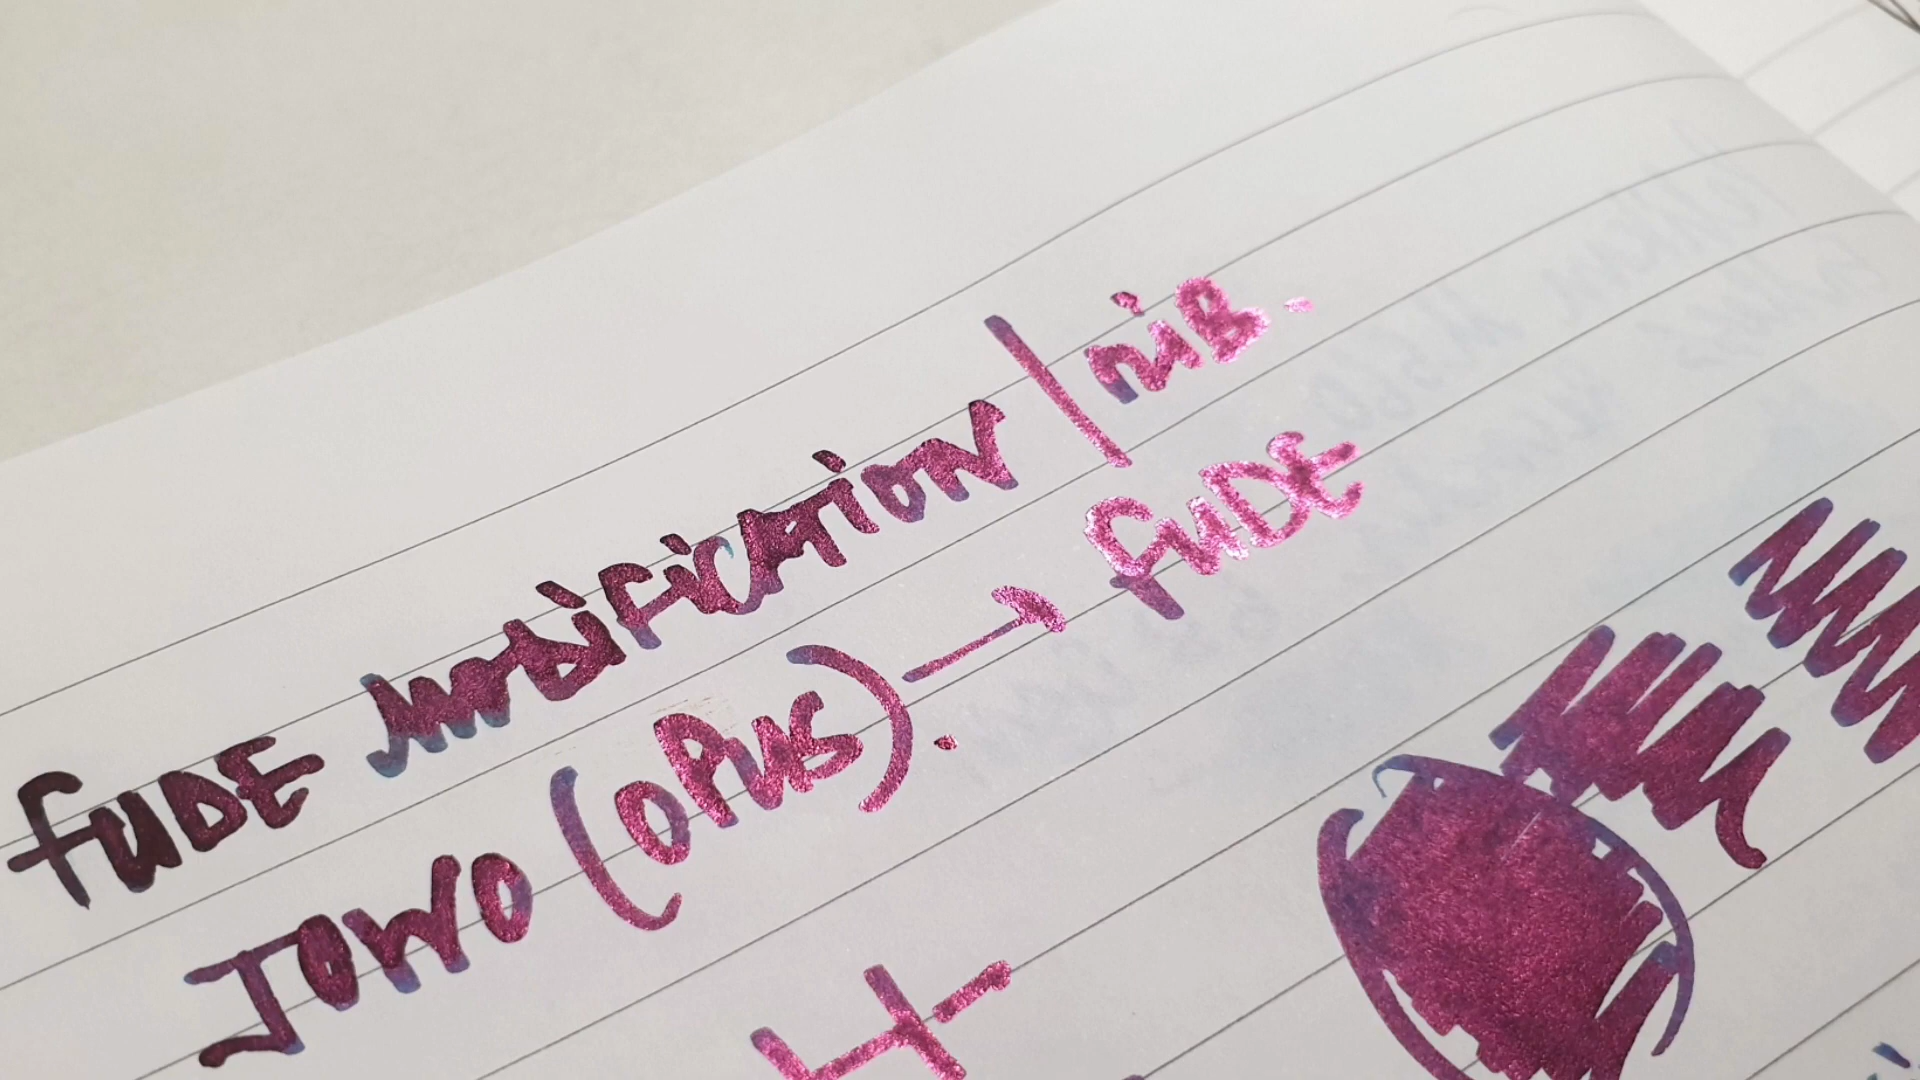 fUDE modification / NiB.
JOWO (OPUS). → FUDE